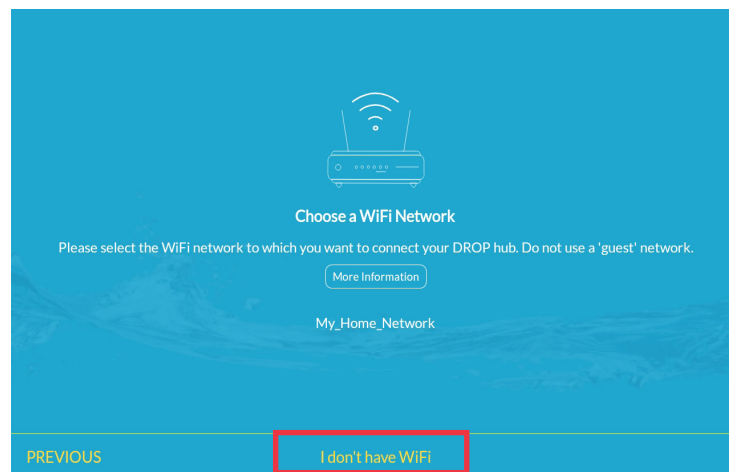 Choose a WiFi Network
Please select the WiFi network to which you want to connect your DROP hub. Do not use a 'guest' network.
More Information
My_Home_Network
PREVIOUS
I don't have WiFi